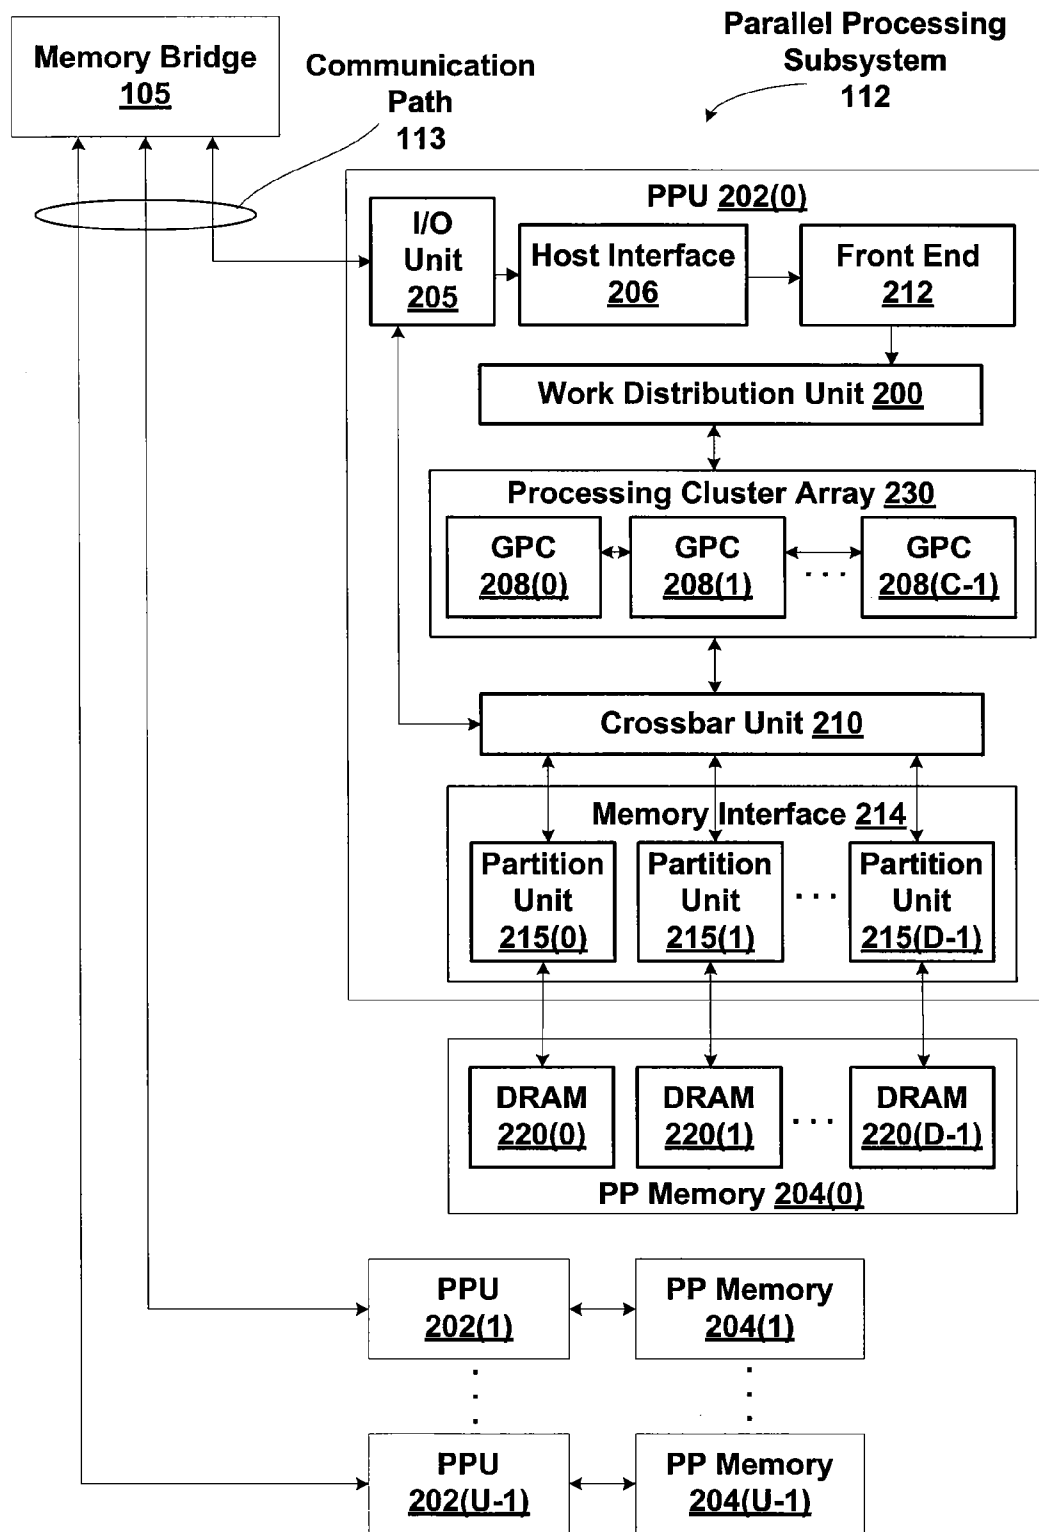 Memory Bridge
105
Communication
Path
113
Parallel Processing
Subsystem
112
PPU 202(0)
I/O
Unit
205
Host Interface
206
Front End
212
Work Distribution Unit 200
Processing Cluster Array 230
GPC
208(0)
GPC
208(1)
. . .
GPC
208(C-1)
Crossbar Unit 210
Memory Interface 214
Partition
Unit
215(0)
Partition
Unit
215(1)
. . .
Partition
Unit
215(D-1)
DRAM
220(0)
DRAM
220(1)
. . .
DRAM
220(D-1)
PP Memory 204(0)
PPU
202(1)
PP Memory
204(1)
PPU
202(U-1)
PP Memory
204(U-1)